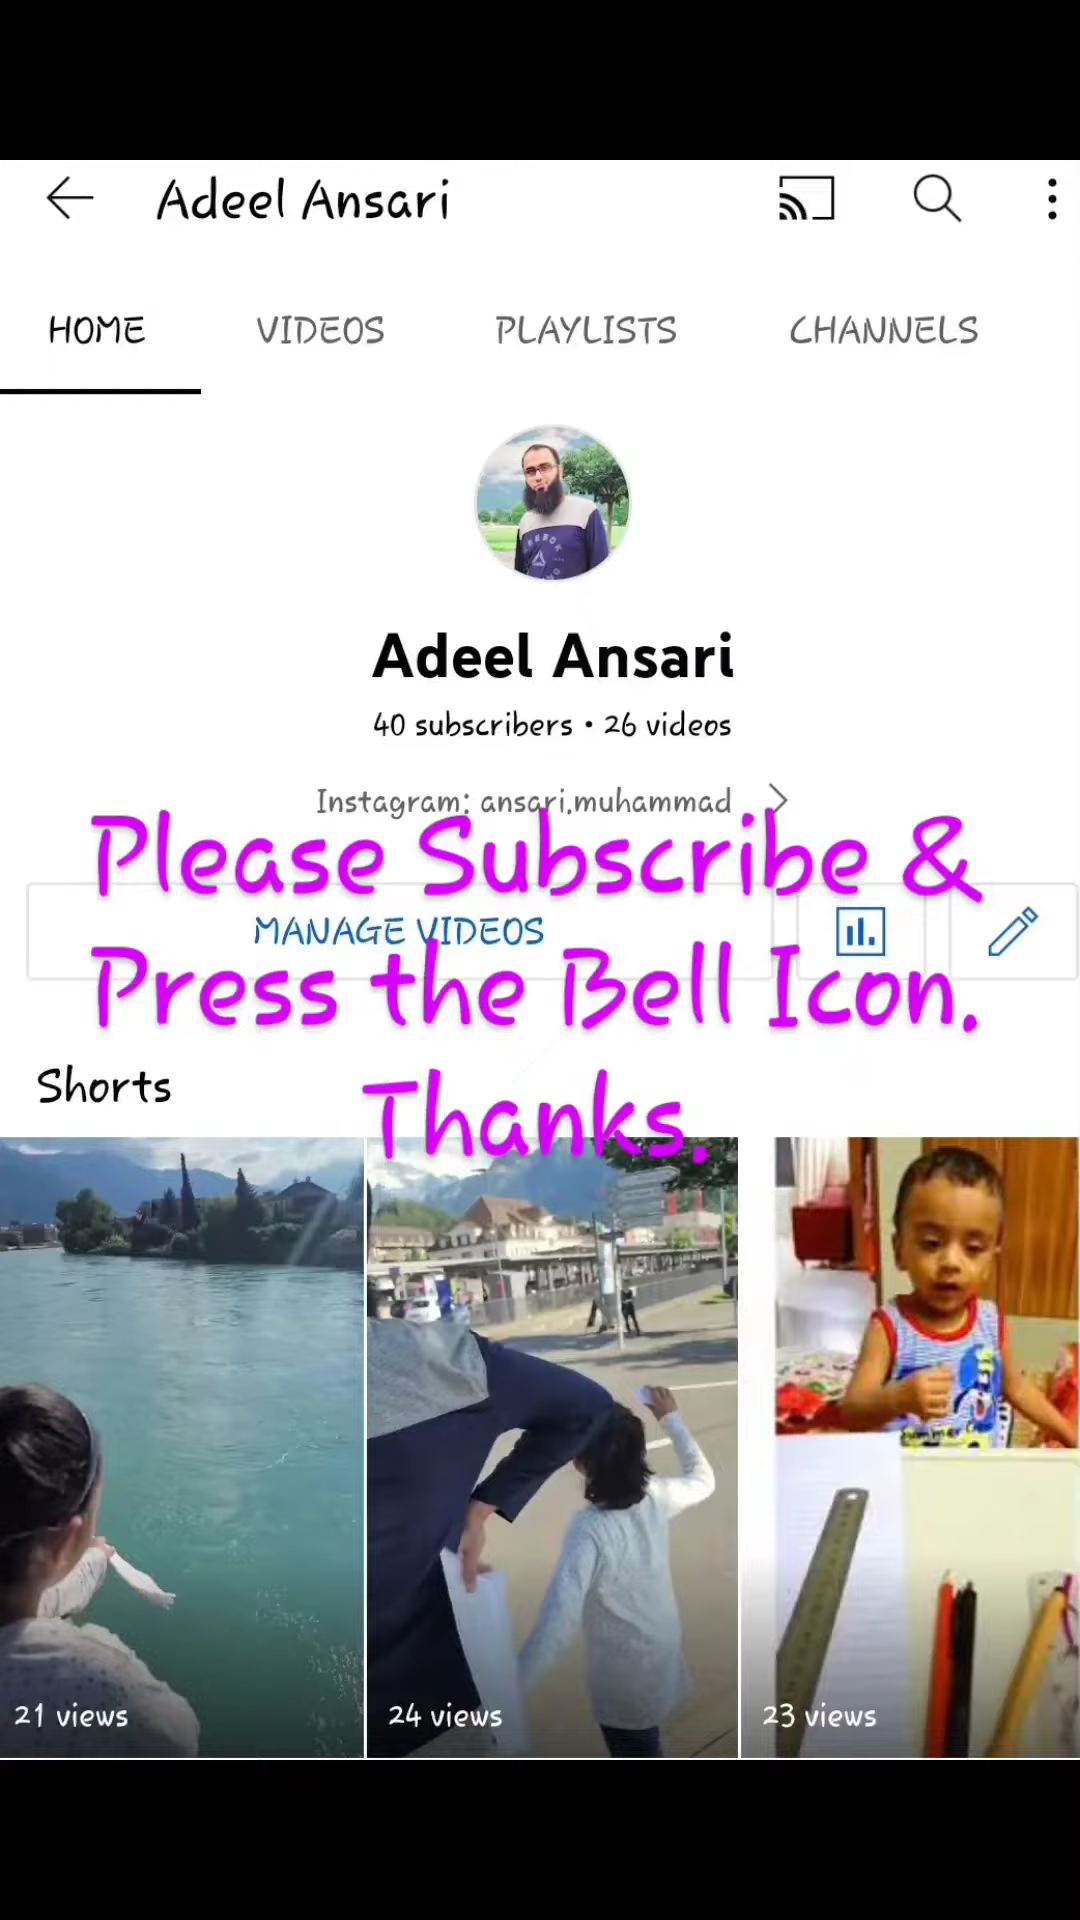 Adeel Ansari
HOME VIDEOS PLAYLISTS CHANNELS
Adeel Ansari
40 subscribers • 26 videos
Instagram: ansari.muhammad
Please Subscribe &
MANAGE VIDEOS
Press the Bell Icon.
Thanks.
Shorts
Summer
21 views
24 views
23 views